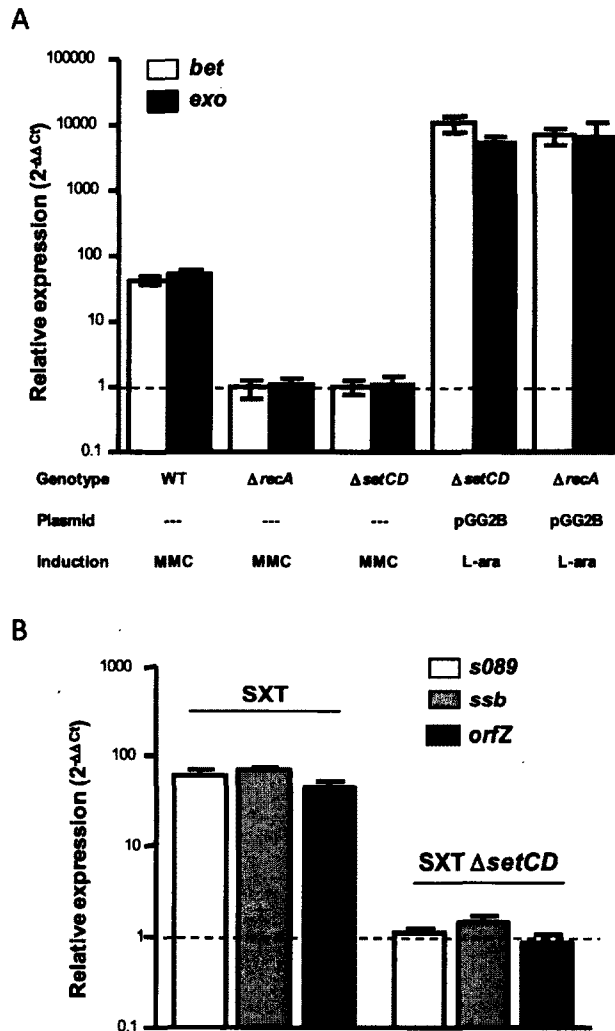 A
bet
exo
Relative expression (2-ΔΔCt)
100000
10000
1000
100
10
1
0.1
Genotype WT ΔrecA ΔsetCD ΔsetCD ΔrecA
Plasmid --- --- --- pGG2B pGG2B
Induction MMC MMC MMC L-ara L-ara
B
s089
ssb
orfZ
SXT
SXT ΔsetCD
Relative expression (2-ΔΔCt)
1000
100
10
1
0.1